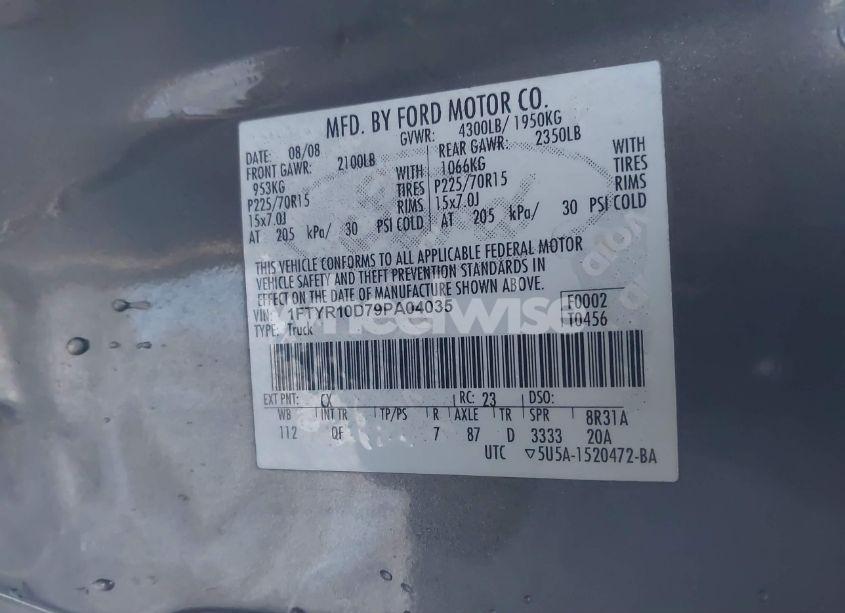 MFD. BY FORD MOTOR CO.
DATE: 08/08 GVWR: 4300LB/ 1950KG
FRONT GAWR: 2100LB REAR GAWR: 2350LB
953KG WITH 1066KG WITH
P225/70R15 TIRES P225/70R15 TIRES
15x7.0J RIMS 15x7.0J RIMS
AT 205 kPa/ 30 PSI COLD AT 205 kPa/ 30 PSI COLD
THIS VEHICLE CONFORMS TO ALL APPLICABLE FEDERAL MOTOR
VEHICLE SAFETY AND THEFT PREVENTION STANDARDS IN
EFFECT ON THE DATE OF MANUFACTURE SHOWN ABOVE.
VIN: 1FTYR10D79PA04035 F0002
TYPE: Truck T0456
wheelwise
EXT PNT: CX RC: 23 DSO:
WB INT TR TP/PS R AXLE TR SPR 8R31A
112 QF 7 87 D 3333 20A
UTC ▽5U5A-1520472-BA